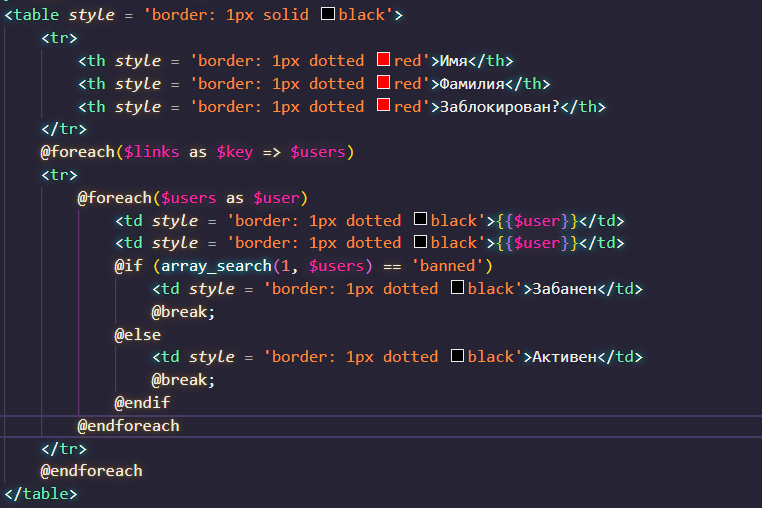 <table style = 'border: 1px solid black'>
    <tr>
        <th style = 'border: 1px dotted red'>Имя</th>
        <th style = 'border: 1px dotted red'>Фамилия</th>
        <th style = 'border: 1px dotted red'>Заблокирован?</th>
    </tr>
    @foreach($links as $key => $users)
    <tr>
        @foreach($users as $user)
            <td style = 'border: 1px dotted black'>{{$user}}</td>
            <td style = 'border: 1px dotted black'>{{$user}}</td>
            @if (array_search(1, $users) == 'banned')
                <td style = 'border: 1px dotted black'>Забанен</td>
                @break;
            @else
                <td style = 'border: 1px dotted black'>Активен</td>
                @break;
            @endif
        @endforeach
    </tr>
    @endforeach
</table>